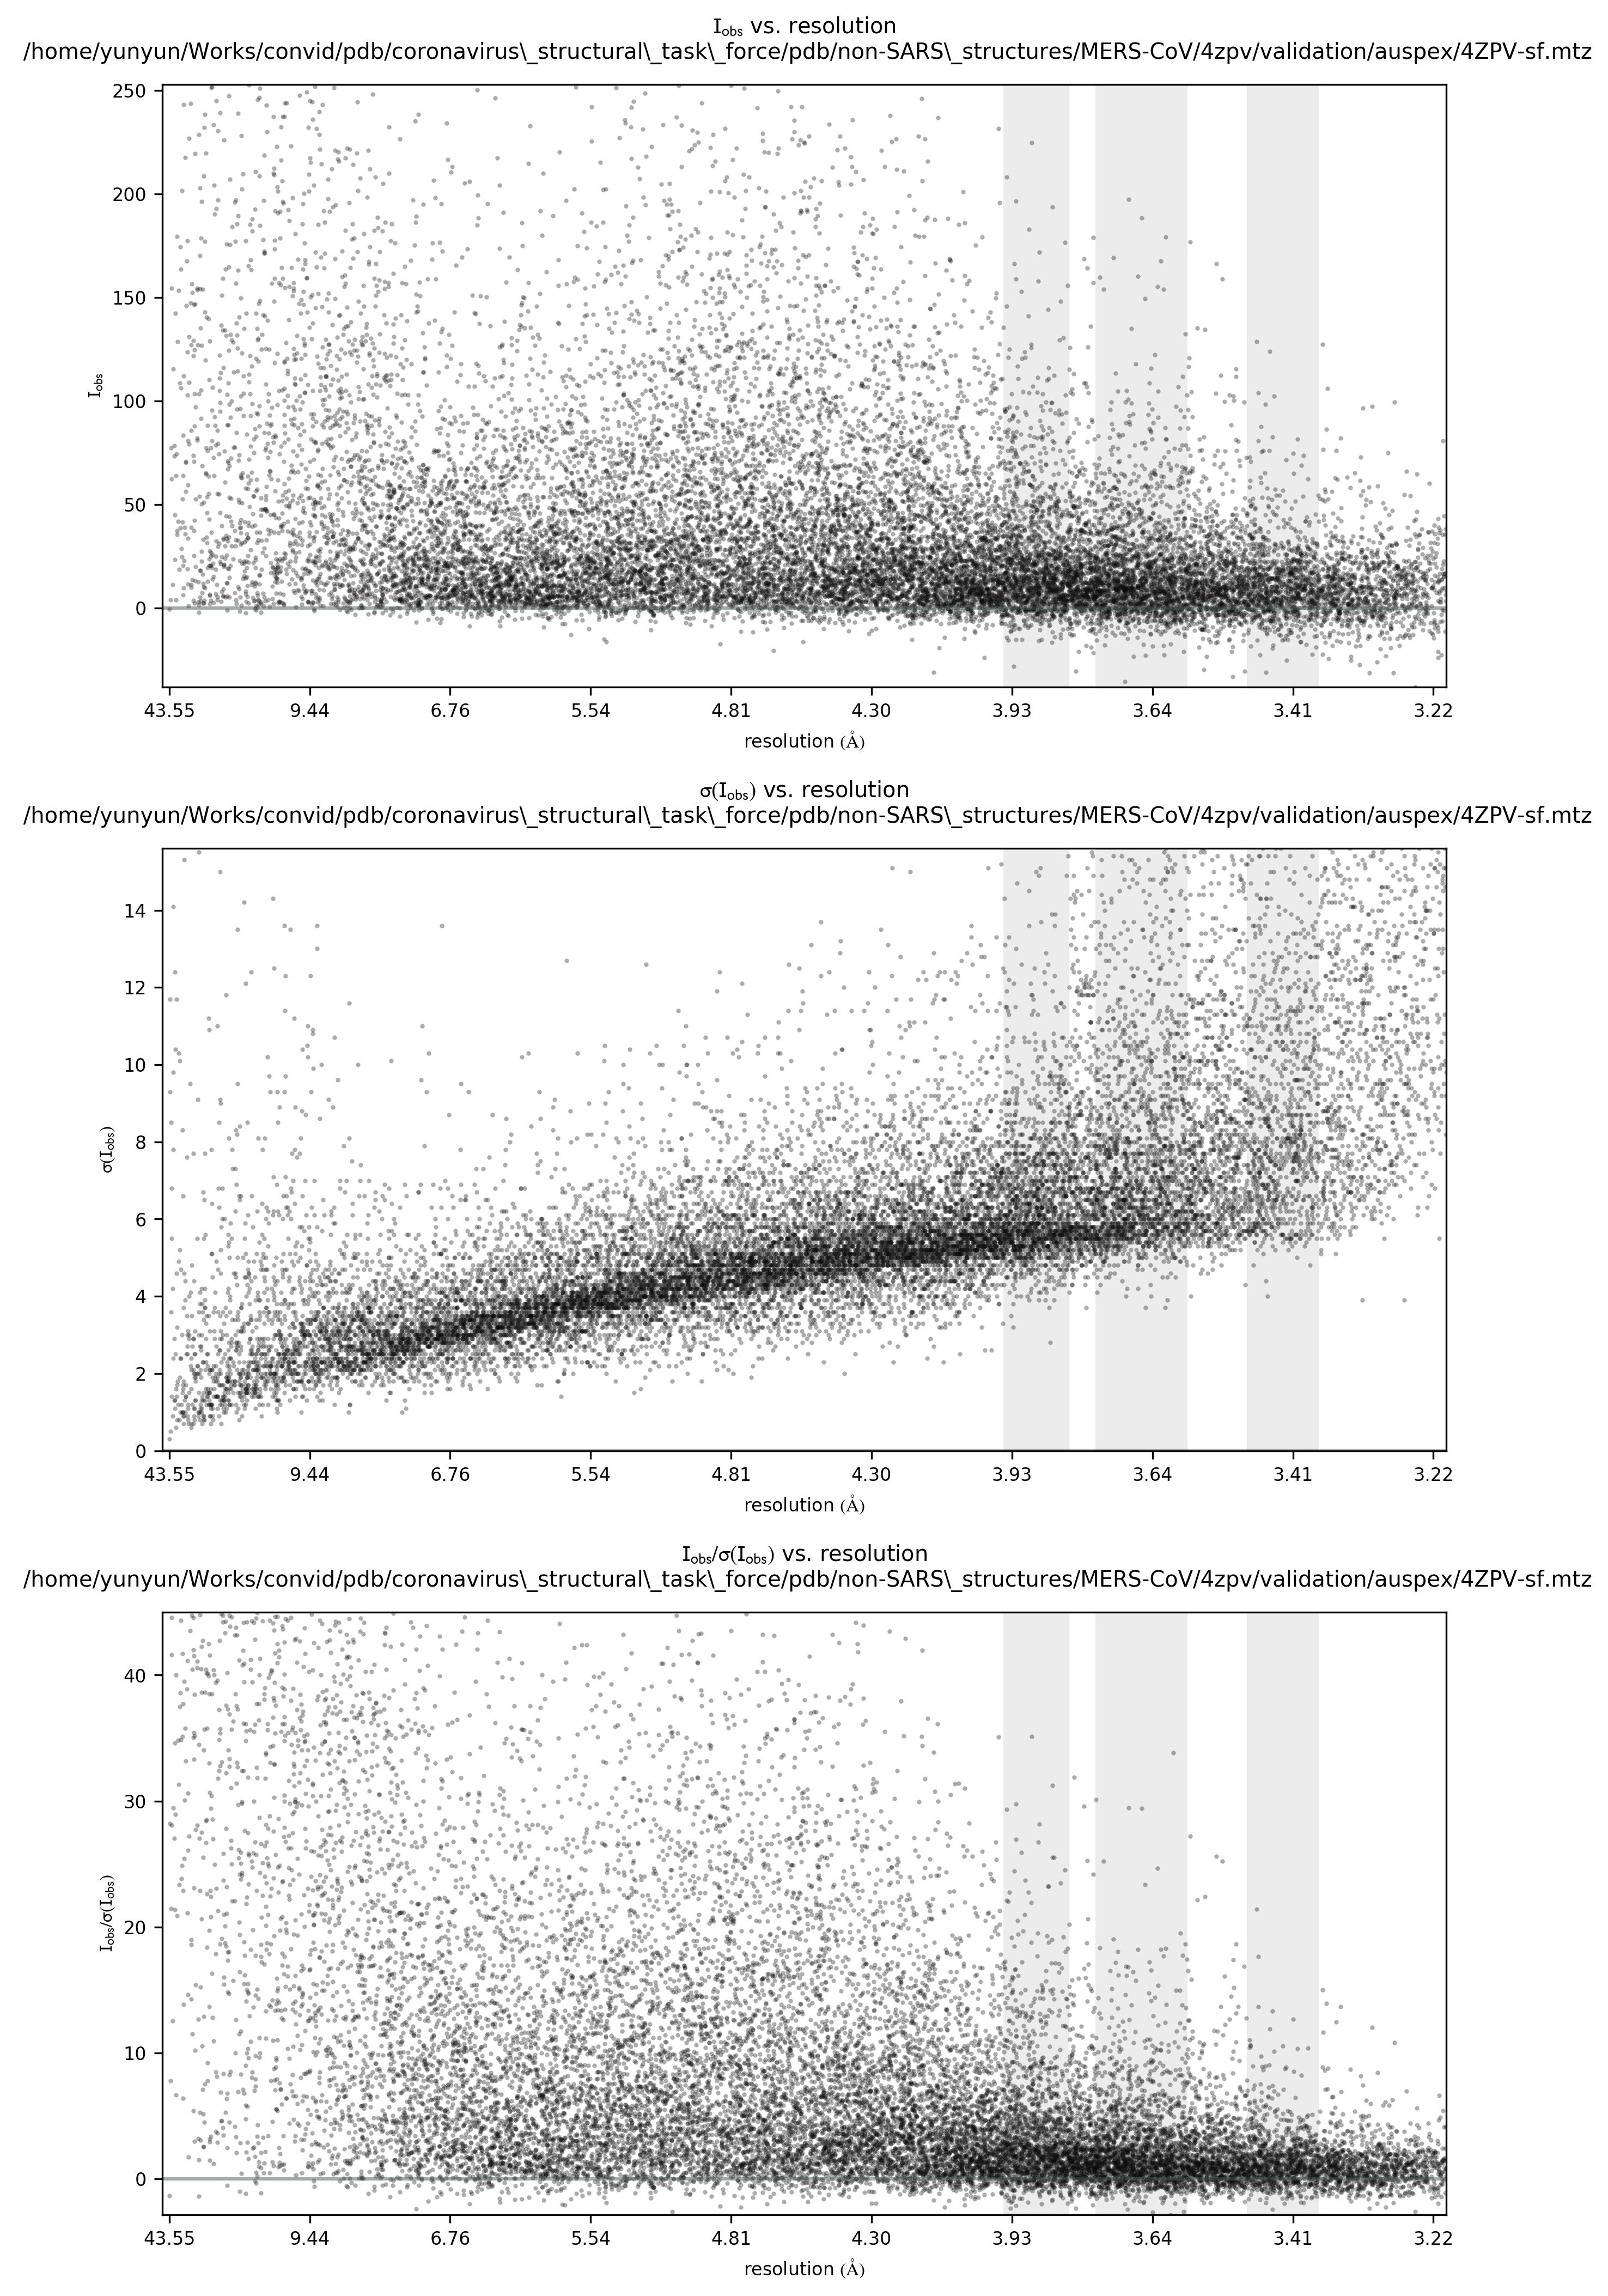 Iobs vs. resolution
/home/yunyun/Works/convid/pdb/coronavirus\_structural\_task\_force/pdb/non-SARS\_structures/MERS-CoV/4zpv/validation/auspex/4ZPV-sf.mtz
250
200
150
100
50
0
Iobs
43.55 9.44 6.76 5.54 4.81 4.30 3.93 3.64 3.41 3.22
resolution (Å)
σ(Iobs) vs. resolution
/home/yunyun/Works/convid/pdb/coronavirus\_structural\_task\_force/pdb/non-SARS\_structures/MERS-CoV/4zpv/validation/auspex/4ZPV-sf.mtz
14
12
10
8
6
4
2
0
σ(Iobs)
43.55 9.44 6.76 5.54 4.81 4.30 3.93 3.64 3.41 3.22
resolution (Å)
Iobs/σ(Iobs) vs. resolution
/home/yunyun/Works/convid/pdb/coronavirus\_structural\_task\_force/pdb/non-SARS\_structures/MERS-CoV/4zpv/validation/auspex/4ZPV-sf.mtz
40
30
20
10
0
Iobs/σ(Iobs)
43.55 9.44 6.76 5.54 4.81 4.30 3.93 3.64 3.41 3.22
resolution (Å)